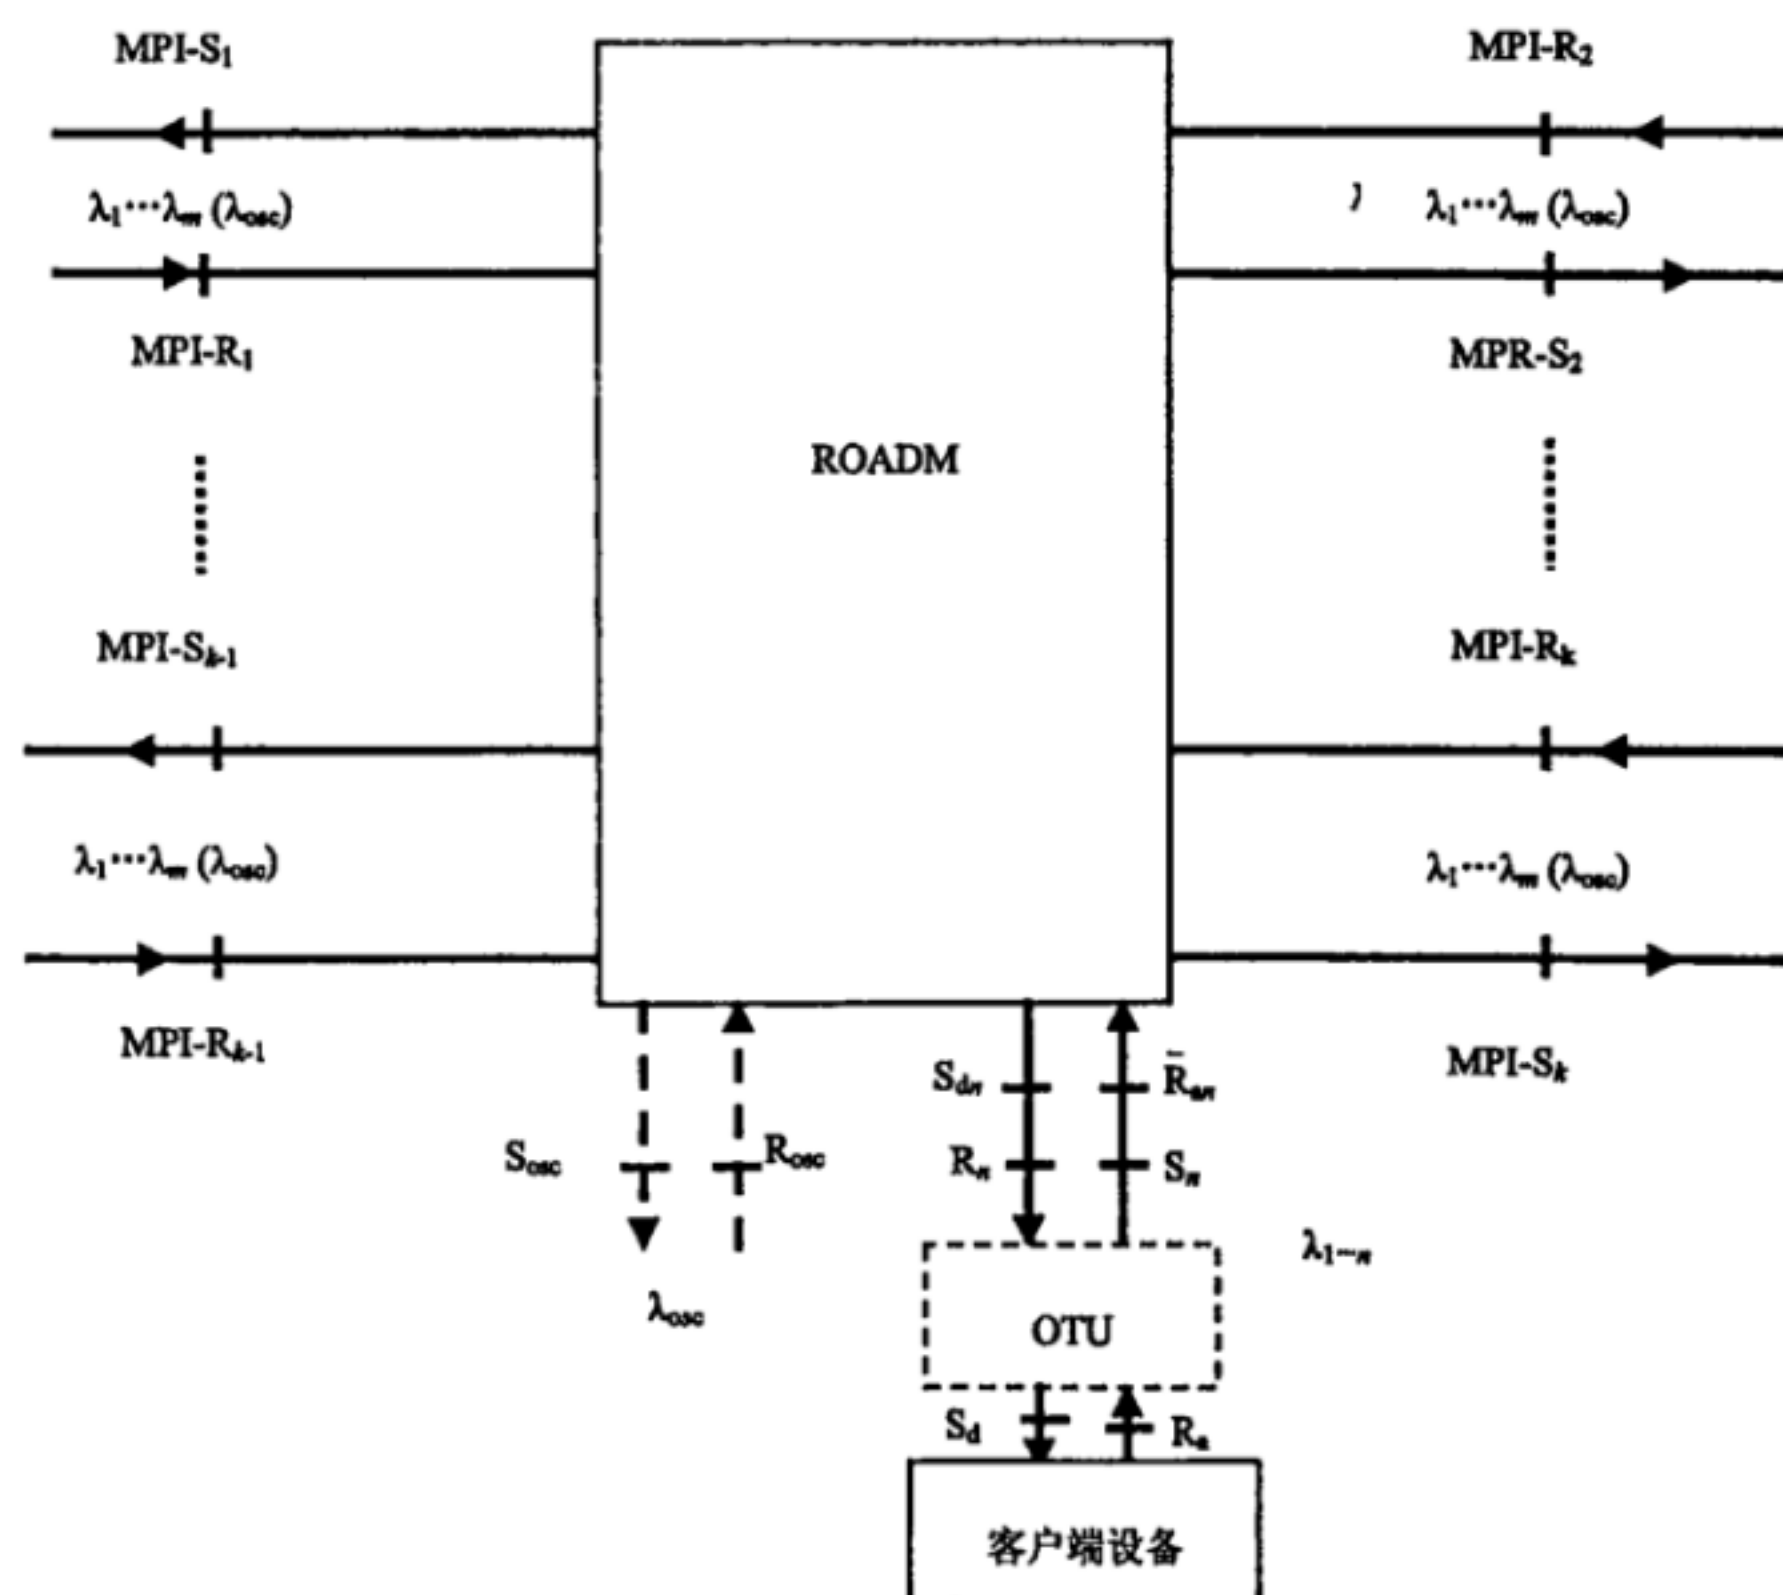 MPI-S₁
MPI-R₂
λ₁…λₘ (λosc)
λ₁…λₘ (λosc)
MPI-R₁
MPR-S₂
ROADM
MPI-Sₖ₋₁
MPI-Rₖ
λ₁…λₘ (λosc)
λ₁…λₘ (λosc)
MPI-Rₖ₋₁
MPI-Sₖ
Sdn
Ran
Sosc
Rosc
Rₙ
Sₙ
λ₁₋ₙ
λosc
OTU
Sd
Ra
客户端设备